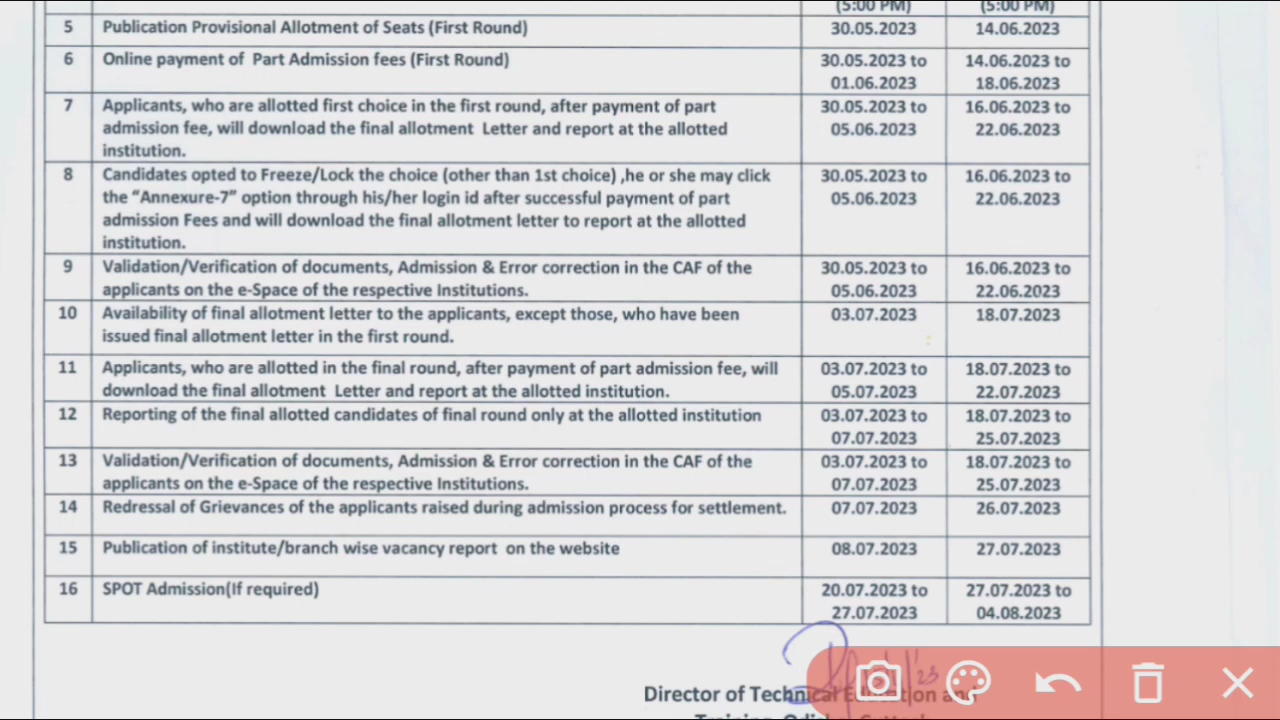 (5:00 PM) (5:00 PM)
5 Publication Provisional Allotment of Seats (First Round) 30.05.2023 14.06.2023
6 Online payment of Part Admission fees (First Round) 30.05.2023 to 14.06.2023 to
01.06.2023 18.06.2023
7 Applicants, who are allotted first choice in the first round, after payment of part 30.05.2023 to 16.06.2023 to
admission fee, will download the final allotment Letter and report at the allotted 05.06.2023 22.06.2023
institution.
8 Candidates opted to Freeze/Lock the choice (other than 1st choice) ,he or she may click 30.05.2023 to 16.06.2023 to
the “Annexure-7” option through his/her login id after successful payment of part 05.06.2023 22.06.2023
admission Fees and will download the final allotment letter to report at the allotted
institution.
9 Validation/Verification of documents, Admission & Error correction in the CAF of the 30.05.2023 to 16.06.2023 to
applicants on the e-Space of the respective Institutions. 05.06.2023 22.06.2023
10 Availability of final allotment letter to the applicants, except those, who have been 03.07.2023 18.07.2023
issued final allotment letter in the first round.
11 Applicants, who are allotted in the final round, after payment of part admission fee, will 03.07.2023 to 18.07.2023 to
download the final allotment Letter and report at the allotted institution. 05.07.2023 22.07.2023
12 Reporting of the final allotted candidates of final round only at the allotted institution 03.07.2023 to 18.07.2023 to
07.07.2023 25.07.2023
13 Validation/Verification of documents, Admission & Error correction in the CAF of the 03.07.2023 to 18.07.2023 to
applicants on the e-Space of the respective Institutions. 07.07.2023 25.07.2023
14 Redressal of Grievances of the applicants raised during admission process for settlement. 07.07.2023 26.07.2023
15 Publication of institute/branch wise vacancy report on the website 08.07.2023 27.07.2023
16 SPOT Admission(If required) 20.07.2023 to 27.07.2023 to
27.07.2023 04.08.2023
Director of Technical Education and
Training, Odisha, Cuttack